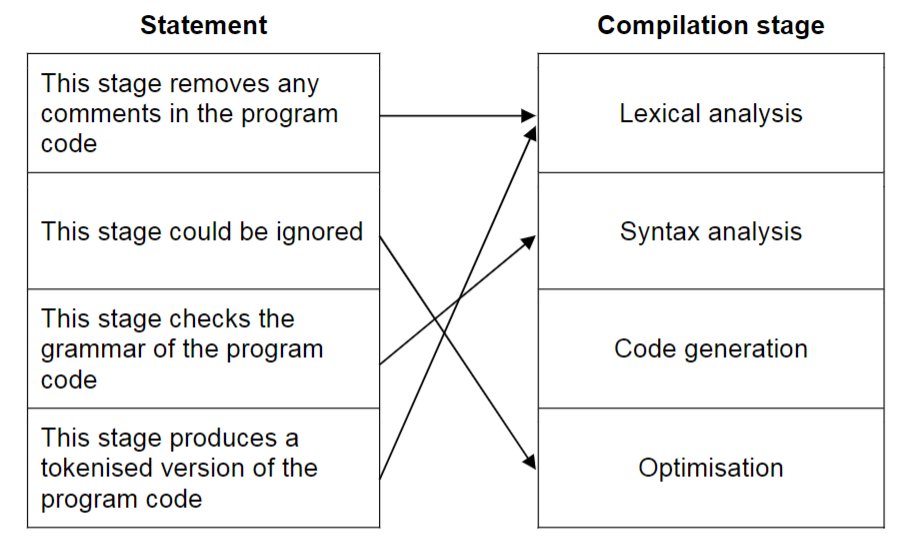 Statement
Compilation stage
This stage removes any
comments in the program
code
Lexical analysis
This stage could be ignored
Syntax analysis
This stage checks the
grammar of the program
code
Code generation
This stage produces a
tokenised version of the
program code
Optimisation